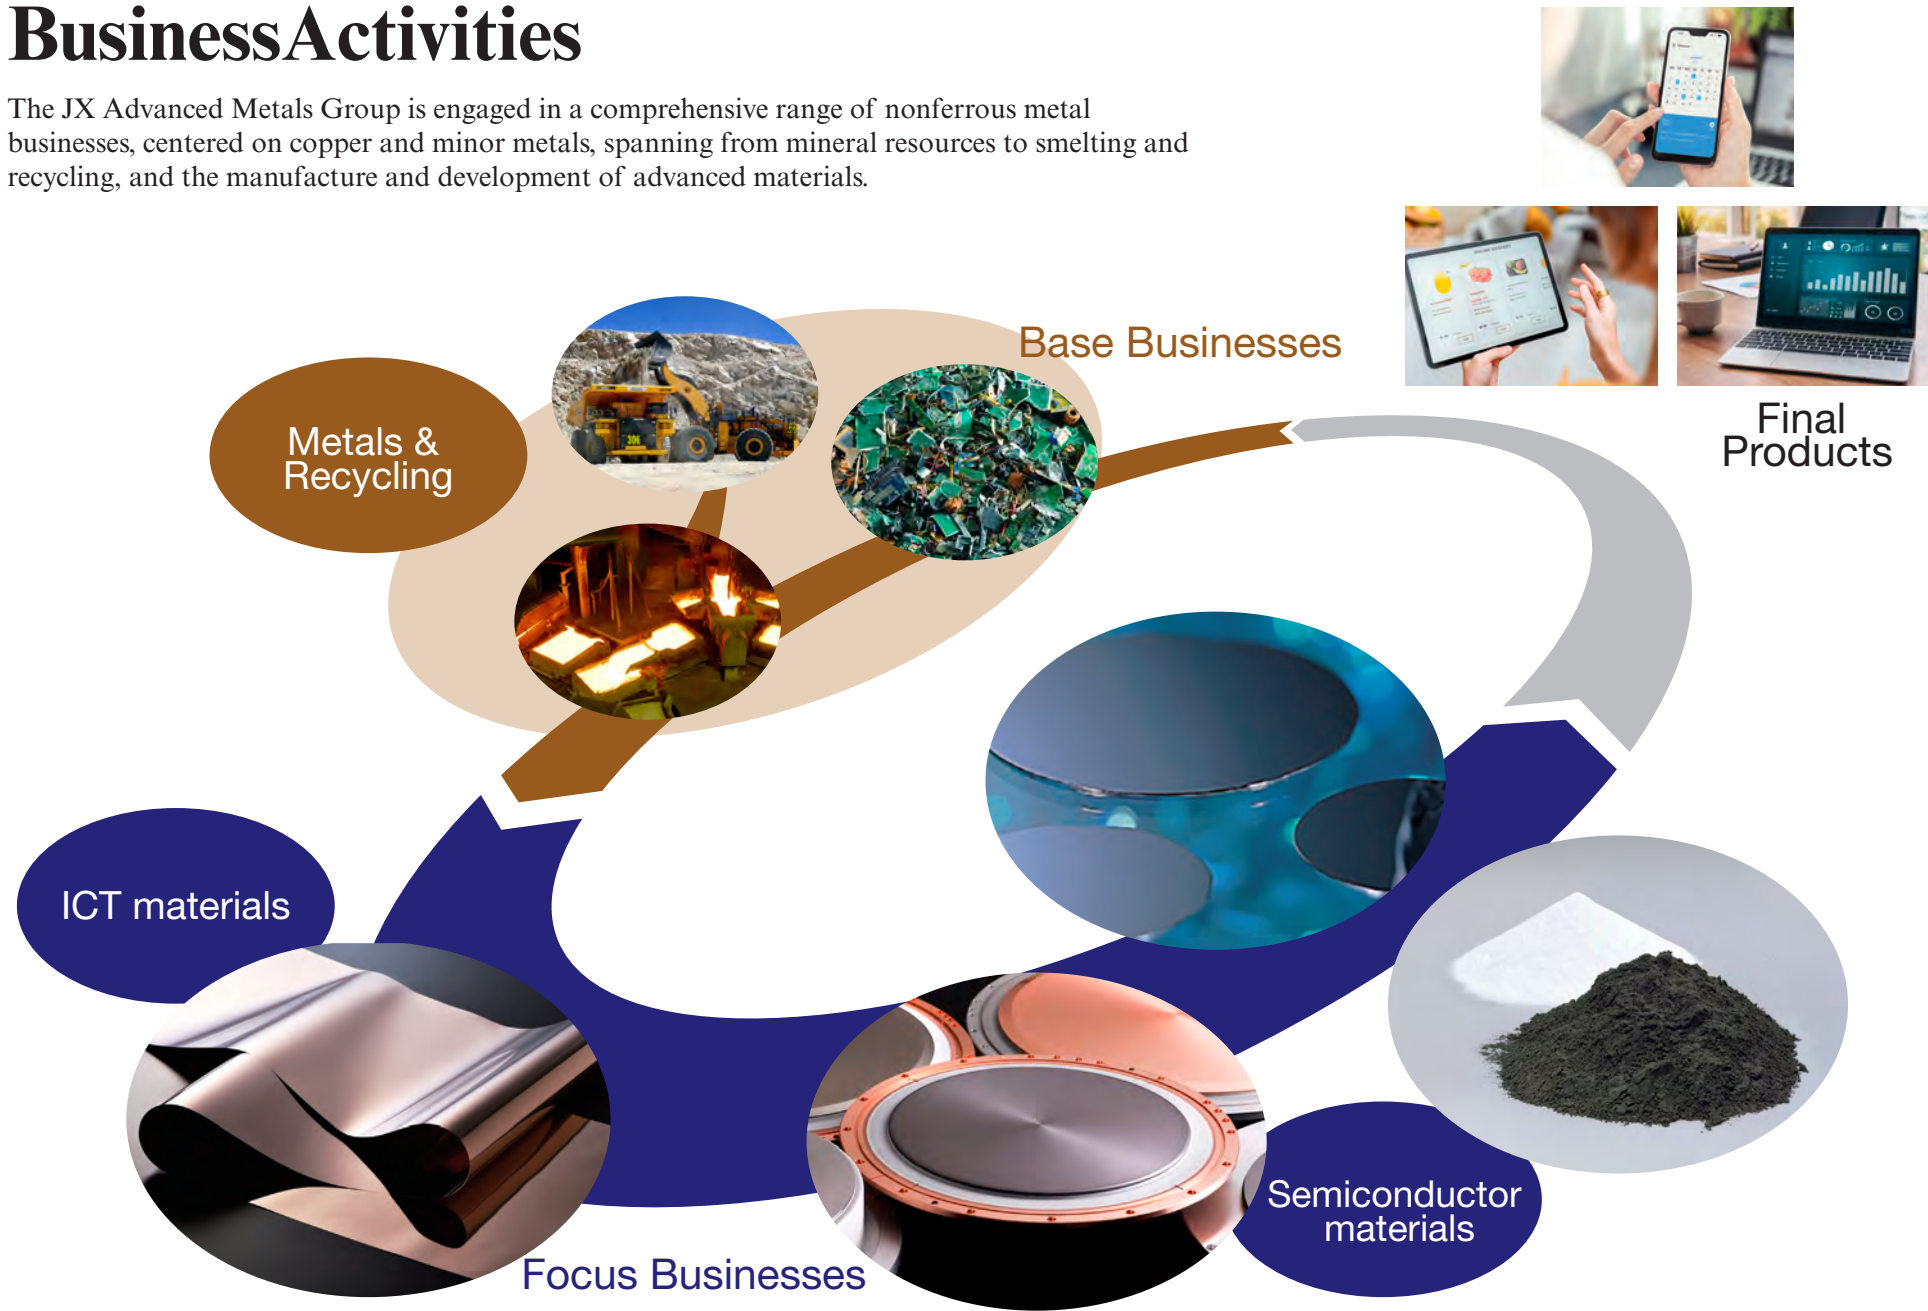 Business Activities
The JX Advanced Metals Group is engaged in a comprehensive range of nonferrous metal
businesses, centered on copper and minor metals, spanning from mineral resources to smelting and
recycling, and the manufacture and development of advanced materials.
Base Businesses
Final
Products
Metals &
Recycling
306
ICT materials
Semiconductor
materials
Focus Businesses